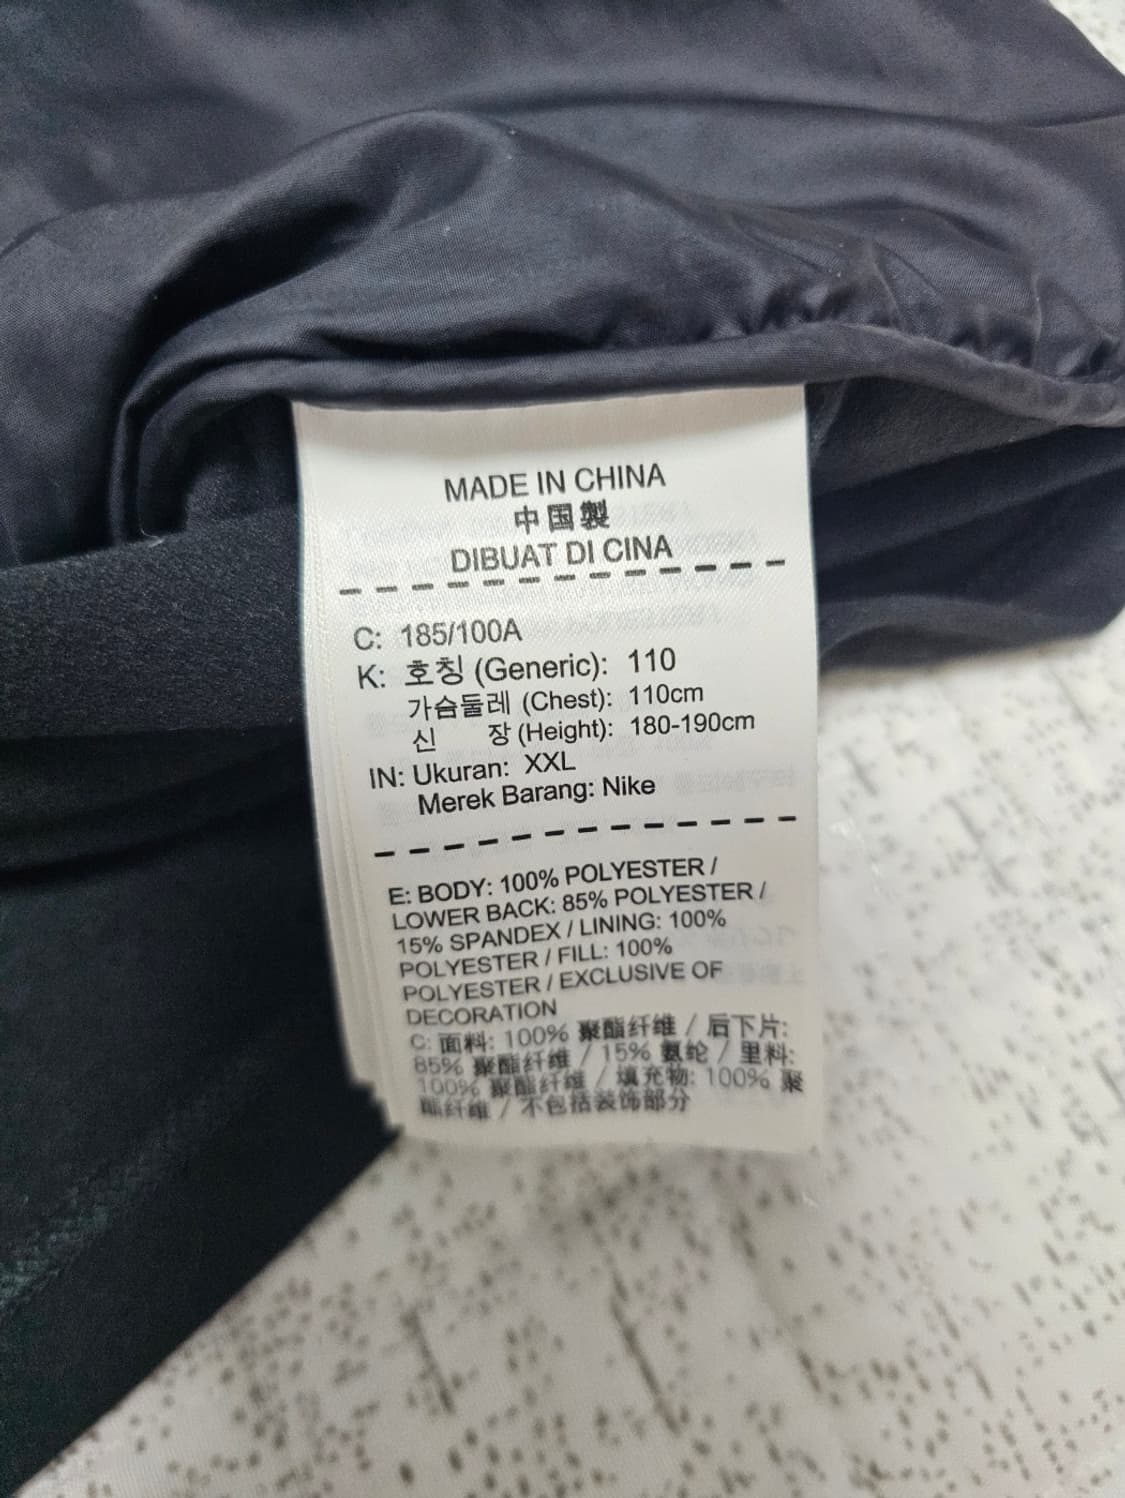 MADE IN CHINA
中国製
DIBUAT DI CINA
C: 185/100A
K: 호칭 (Generic): 110
가슴둘레 (Chest): 110cm
신 장 (Height): 180-190cm
IN: Ukuran: XXL
Merek Barang: Nike
E: BODY: 100% POLYESTER /
LOWER BACK: 85% POLYESTER /
15% SPANDEX / LINING: 100%
POLYESTER / FILL: 100%
POLYESTER / EXCLUSIVE OF
DECORATION
C: 面料: 100% 聚酯纤维 / 后下片:
85% 聚酯纤维 / 15% 氨纶 / 里料:
100% 聚酯纤维 / 填充物: 100% 聚
酯纤维 / 不包括装饰部分